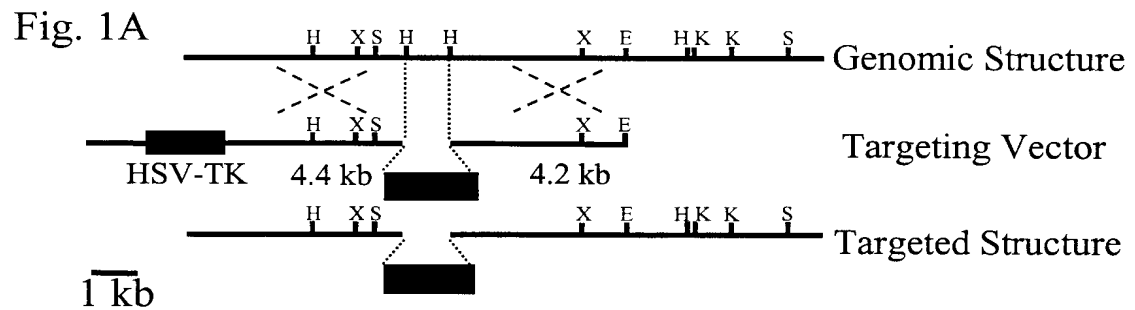 Fig. 1A
H X S H H X E H K K S
Genomic Structure
H X S X E
Targeting Vector
HSV-TK 4.4 kb 4.2 kb
H X S X E H K K S
Targeted Structure
1 kb